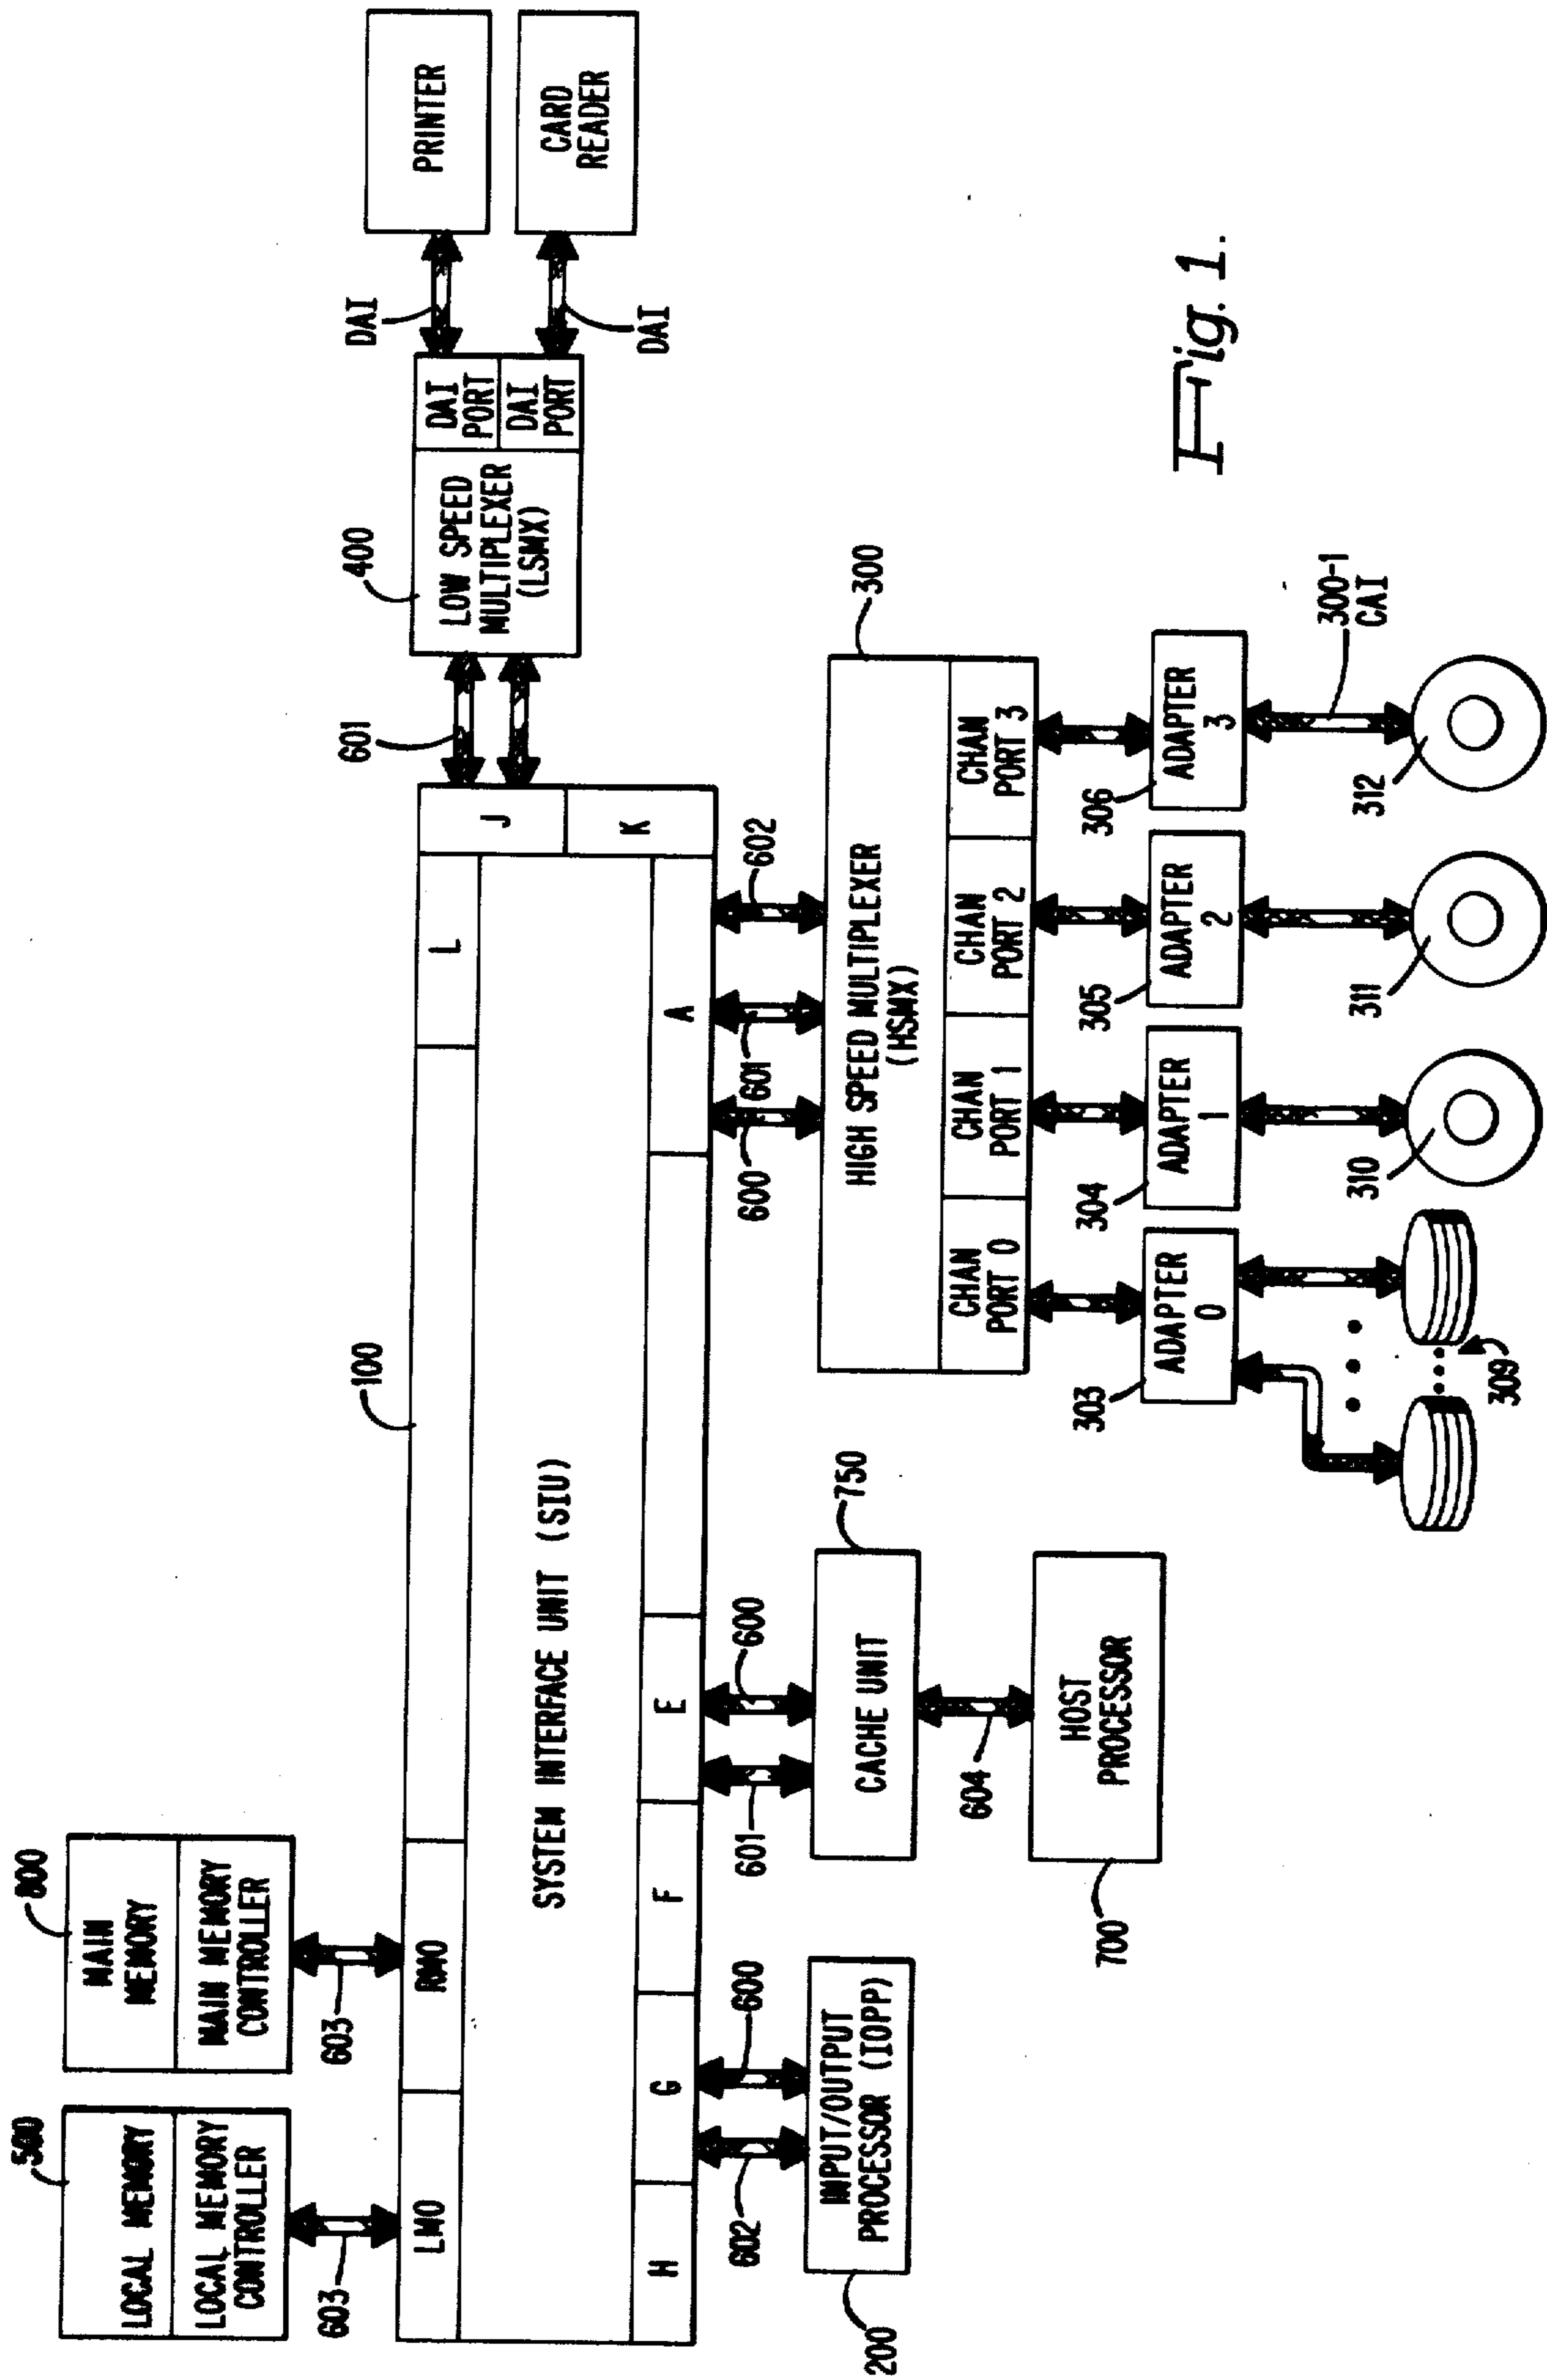 500
LOCAL MEMORY
LOCAL MEMORY
CONTROLLER
603
800
MAIN
MEMORY
MAIN MEMORY
CONTROLLER
603
LMO
RMO
100
L
J
K
SYSTEM INTERFACE UNIT (SIU)
H
G
F
E
A
601
400
LOW SPEED
MULTIPLEXER
(LSMX)
DAI
PORT
DAI
PORT
DAI
DAI
PRINTER
CARD
READER
602
600
INPUT/OUTPUT
PROCESSOR (IOPP)
200
601
600
750
CACHE UNIT
604
HOST
PROCESSOR
700
600
601
602
300
HIGH SPEED MULTIPLEXER
(HSMX)
CHAN
PORT 0
CHAN
PORT 1
CHAN
PORT 2
CHAN
PORT 3
303
ADAPTER
0
304
ADAPTER
1
305
ADAPTER
2
306
ADAPTER
3
300-1
CAI
309
310
311
312
Fig. 1.